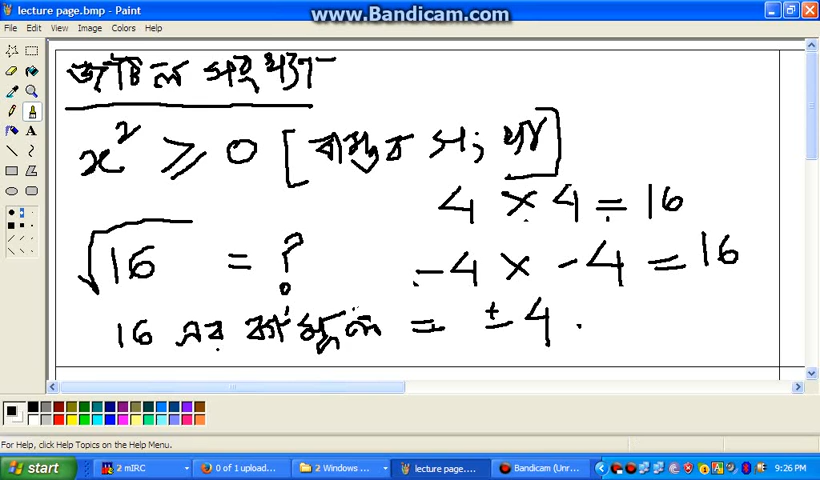 www.Bandicam.com
lecture page.bmp - Paint
File Edit View Image Colors Help
জটিল সংখ্যা
x² ≥ 0 [বাস্তব সং; ধর্ম]
4 × 4 = 16
√16 = ?
-4 × -4 = 16
16 এর বর্গমূল = ±4.
For Help, click Help Topics on the Help Menu.
start 2 mIRC 0 of 1 upload... 2 Windows ... lecture page.... Bandicam (Unr... 9:26 PM